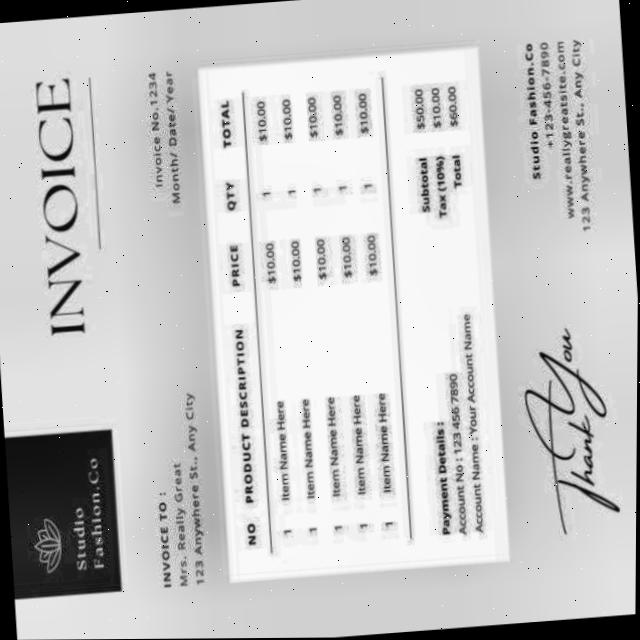 Studio
Fashion.Co
INVOICE
INVOICE TO :
Mrs. Really Great
123 Anywhere St., Any City
Invoice No.1234
Month/ Date/ Year
NO PRODUCT DESCRIPTION PRICE QTY TOTAL
1 Item Name Here $10.00 1 $10.00
1 Item Name Here $10.00 1 $10.00
1 Item Name Here $10.00 1 $10.00
1 Item Name Here $10.00 1 $10.00
1 Item Name Here $10.00 1 $10.00
Subtotal $50.00
Tax (10%) $10.00
Total $60.00
Payment Details :
Account No : 123 456 7890
Account Name : Your Account Name
Thank You
Studio Fashion.Co
+123-456-7890
www.reallygreatsite.com
123 Anywhere St., Any City